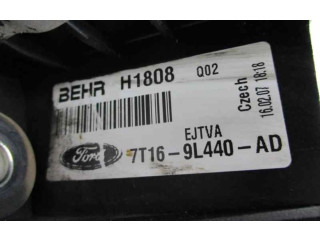 BEHR H1808 Q02
Czech
16.02.07 18:18
EJTVA
Ford 7T16-9L440-AD